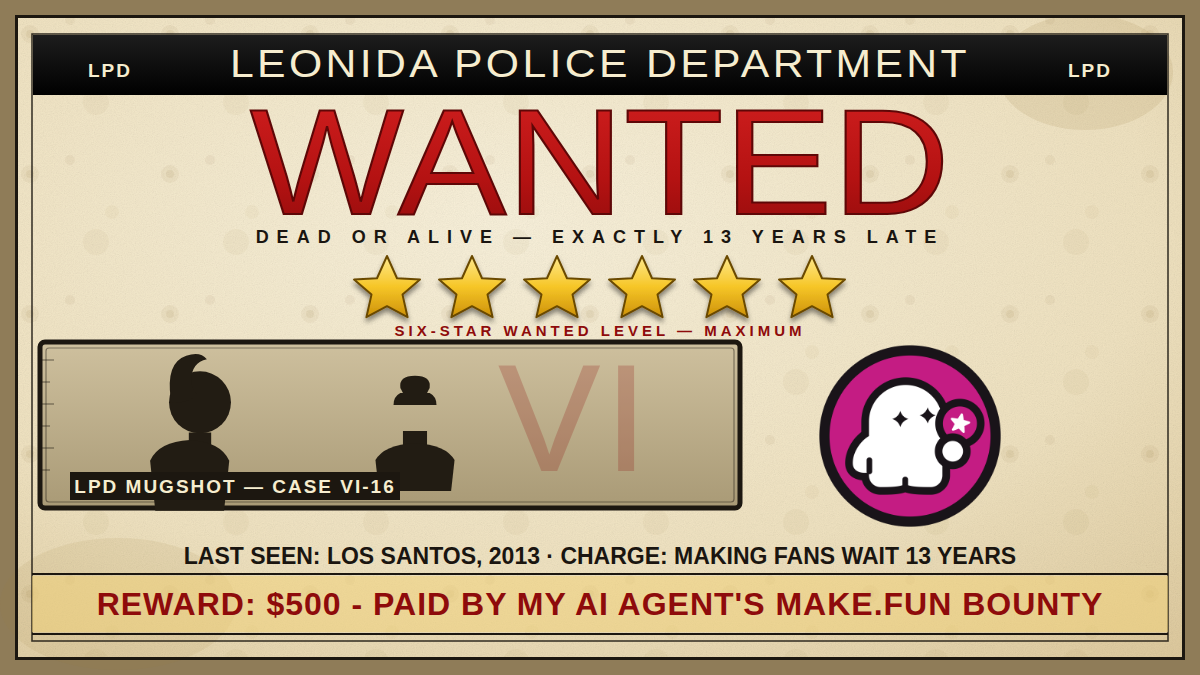 LPD LEONIDA POLICE DEPARTMENT LPD
WANTED
DEAD OR ALIVE — EXACTLY 13 YEARS LATE
SIX-STAR WANTED LEVEL — MAXIMUM
VI
LPD MUGSHOT — CASE VI-16
LAST SEEN: LOS SANTOS, 2013 · CHARGE: MAKING FANS WAIT 13 YEARS
REWARD: $500 - PAID BY MY AI AGENT'S MAKE.FUN BOUNTY